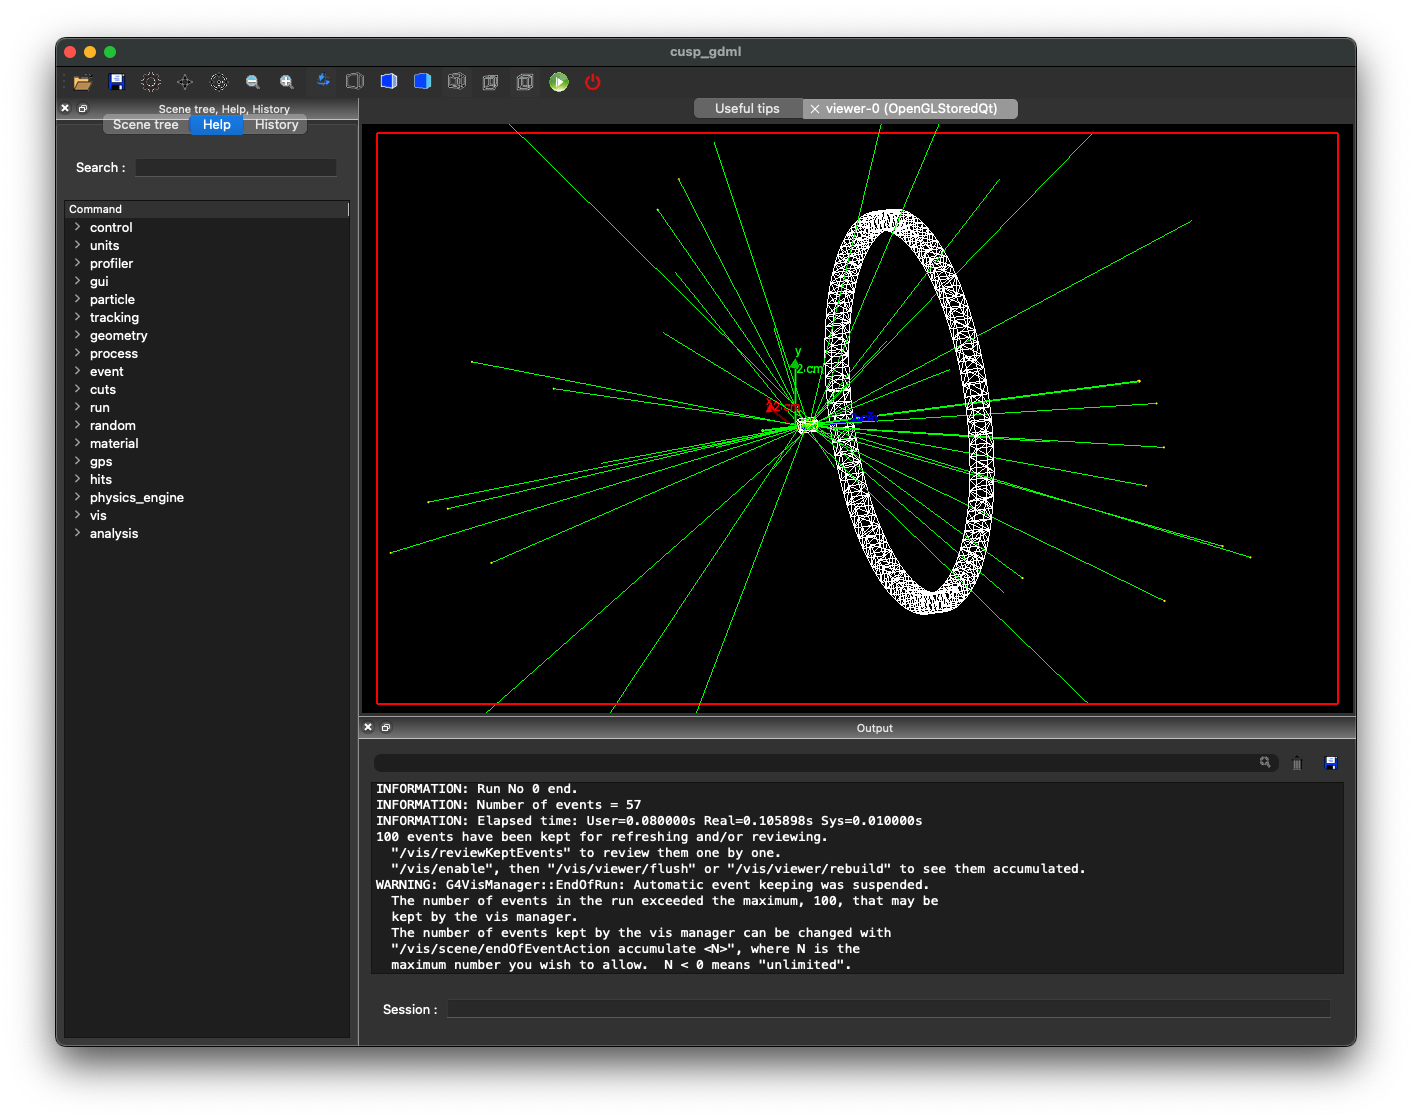 cusp_gdml
Scene tree, Help, History
Scene tree
Help
History
Search :
Command
control
units
profiler
gui
particle
tracking
geometry
process
event
cuts
run
random
material
gps
hits
physics_engine
vis
analysis
Useful tips
viewer-0 (OpenGLStoredQt)
y
2 cm
2 cm
Output
INFORMATION: Run No 0 end.
INFORMATION: Number of events = 57
INFORMATION: Elapsed time: User=0.080000s Real=0.105898s Sys=0.010000s
100 events have been kept for refreshing and/or reviewing.
"/vis/reviewKeptEvents" to review them one by one.
"/vis/enable", then "/vis/viewer/flush" or "/vis/viewer/rebuild" to see them accumulated.
WARNING: G4VisManager::EndOfRun: Automatic event keeping was suspended.
The number of events in the run exceeded the maximum, 100, that may be
kept by the vis manager.
The number of events kept by the vis manager can be changed with
"/vis/scene/endOfEventAction accumulate <N>", where N is the
maximum number you wish to allow.  N < 0 means "unlimited".
Session :